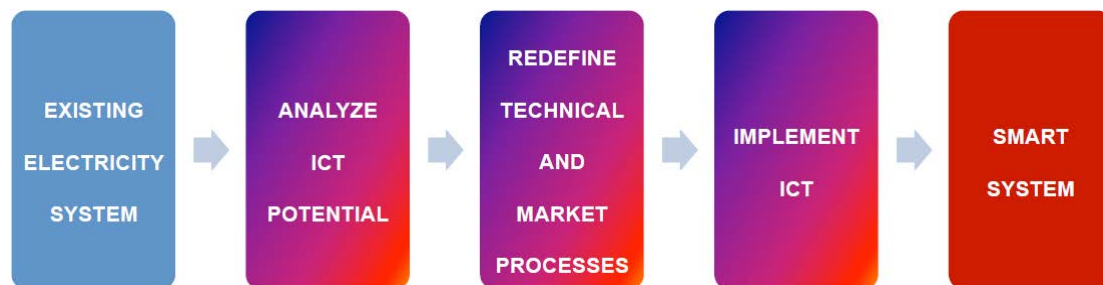 EXISTING
ELECTRICITY
SYSTEM
ANALYZE
ICT
POTENTIAL
REDEFINE
TECHNICAL
AND
MARKET
PROCESSES
IMPLEMENT
ICT
SMART
SYSTEM